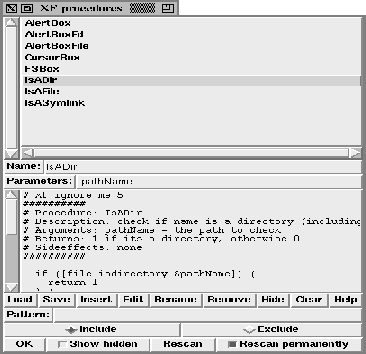 XF procedures
AlertBox
AlertBoxFd
AlertBoxFile
CursorBox
FSBox
IsADir
IsAFile
IsASymlink
Name: IsADir
Parameters: pathName
# xf ignore me 5
##########
# Procedure: IsADir
# Description: check if name is a directory (including
# Arguments: pathName - the path to check
# Returns: 1 if its a directory, otherwise 0
# Sideeffects: none
##########
if {[file isdirectory $pathName]} {
return 1
Load Save Insert Edit Rename Remove Hide Clear Help
Pattern:
Include Exclude
OK Show hidden Rescan Rescan permanently